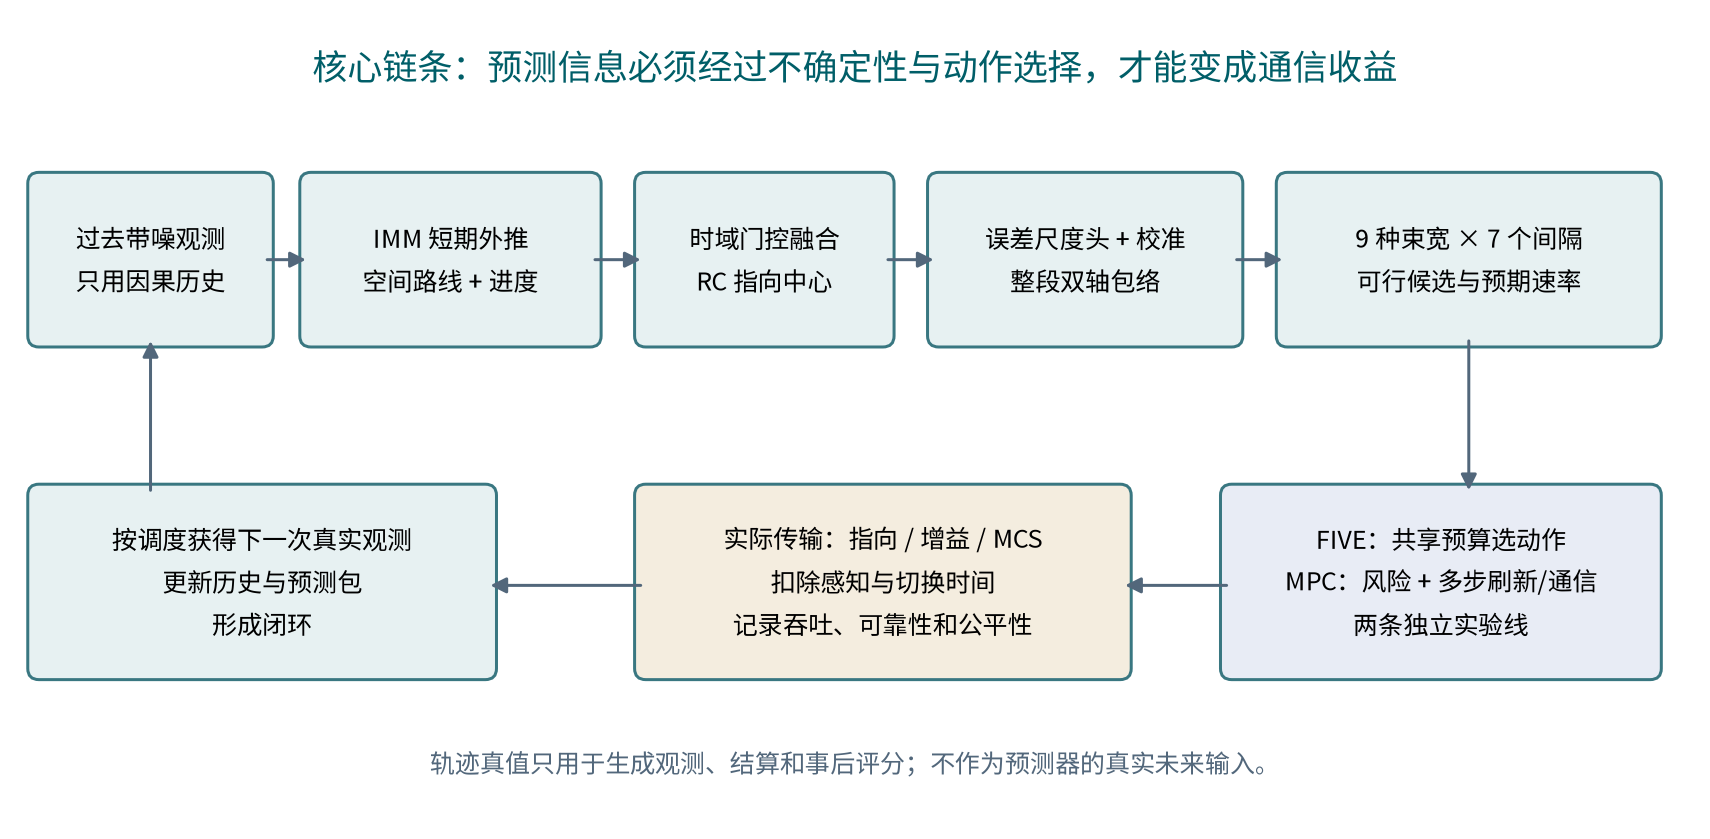 核心链条：预测信息必须经过不确定性与动作选择，才能变成通信收益
过去带噪观测
只用因果历史
IMM 短期外推
空间路线 + 进度
时域门控融合
RC 指向中心
误差尺度头 + 校准
整段双轴包络
9 种束宽 × 7 个间隔
可行候选与预期速率
FIVE：共享预算选动作
MPC：风险 + 多步刷新/通信
两条独立实验线
实际传输：指向 / 增益 / MCS
扣除感知与切换时间
记录吞吐、可靠性和公平性
按调度获得下一次真实观测
更新历史与预测包
形成闭环
轨迹真值只用于生成观测、结算和事后评分；不作为预测器的真实未来输入。